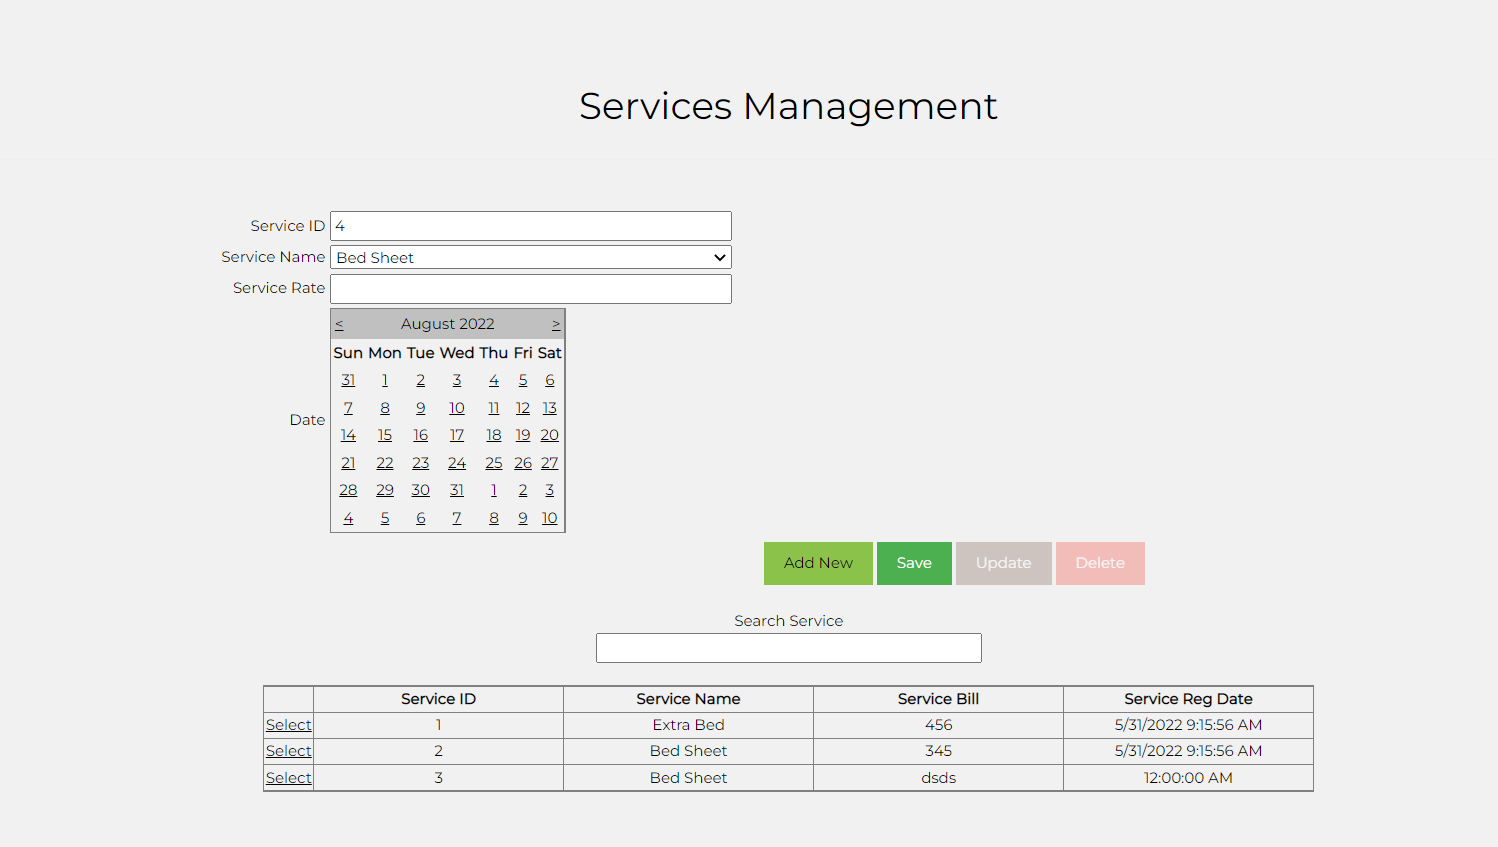 Services Management
Service ID 4
Service Name Bed Sheet
Service Rate
Date
< August 2022 >
Sun Mon Tue Wed Thu Fri Sat
31 1 2 3 4 5 6
7 8 9 10 11 12 13
14 15 16 17 18 19 20
21 22 23 24 25 26 27
28 29 30 31 1 2 3
4 5 6 7 8 9 10
Add New Save Update Delete
Search Service
Service ID Service Name Service Bill Service Reg Date
Select 1 Extra Bed 456 5/31/2022 9:15:56 AM
Select 2 Bed Sheet 345 5/31/2022 9:15:56 AM
Select 3 Bed Sheet dsds 12:00:00 AM